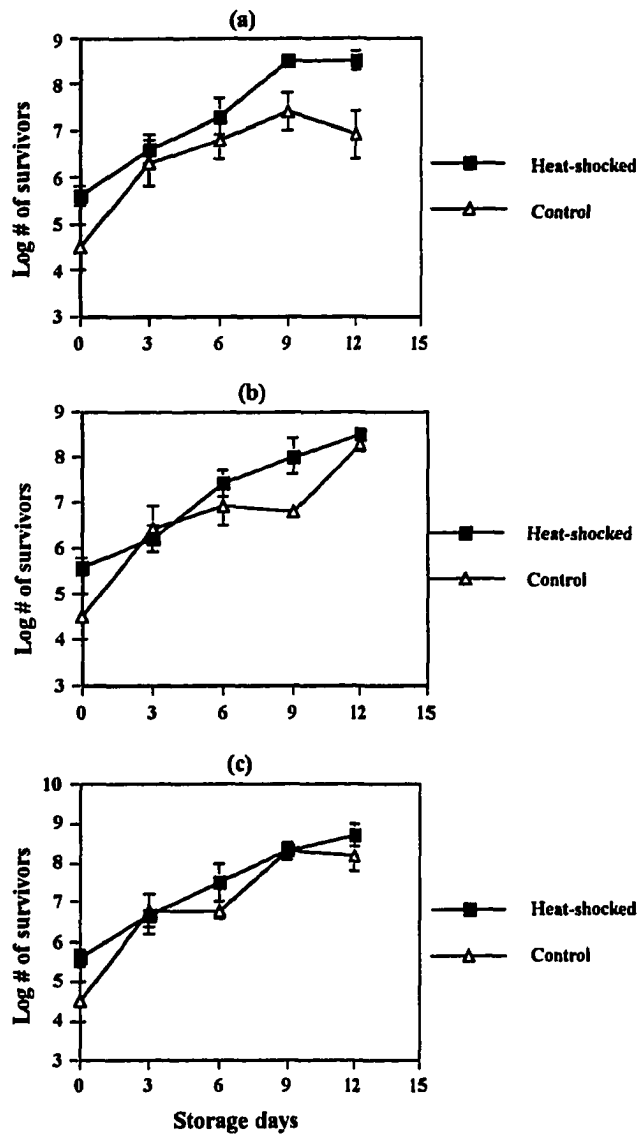 (a)
Log # of survivors
9
8
7
6
5
4
3
0 3 6 9 12 15
Heat-shocked
Control
(b)
Log # of survivors
9
8
7
6
5
4
3
0 3 6 9 12 15
Heat-shocked
Control
(c)
Log # of survivors
10
9
8
7
6
5
4
3
0 3 6 9 12 15
Heat-shocked
Control
Storage days